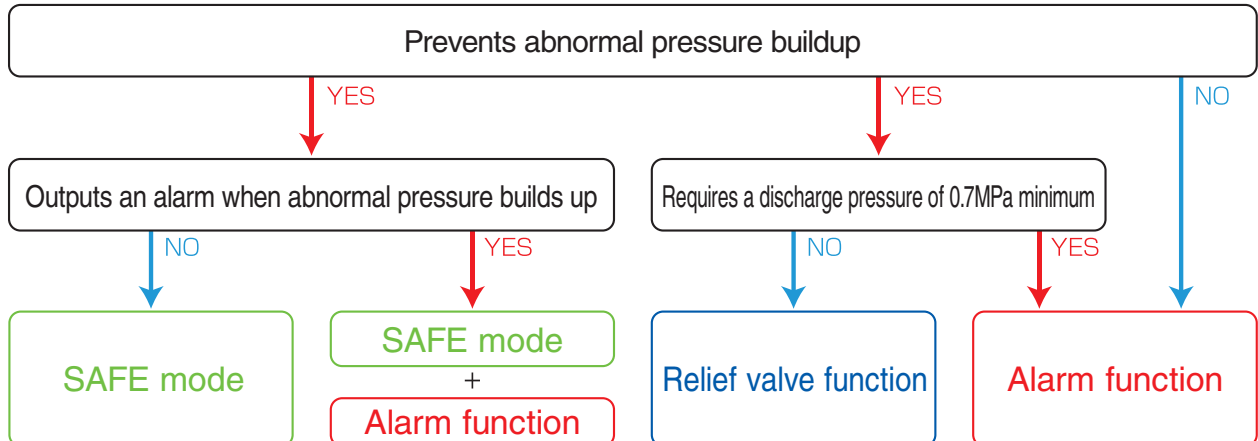 Prevents abnormal pressure buildup
YES
YES
NO
Outputs an alarm when abnormal pressure builds up
Requires a discharge pressure of 0.7MPa minimum
NO
YES
NO
YES
SAFE mode
SAFE mode
+
Alarm function
Relief valve function
Alarm function